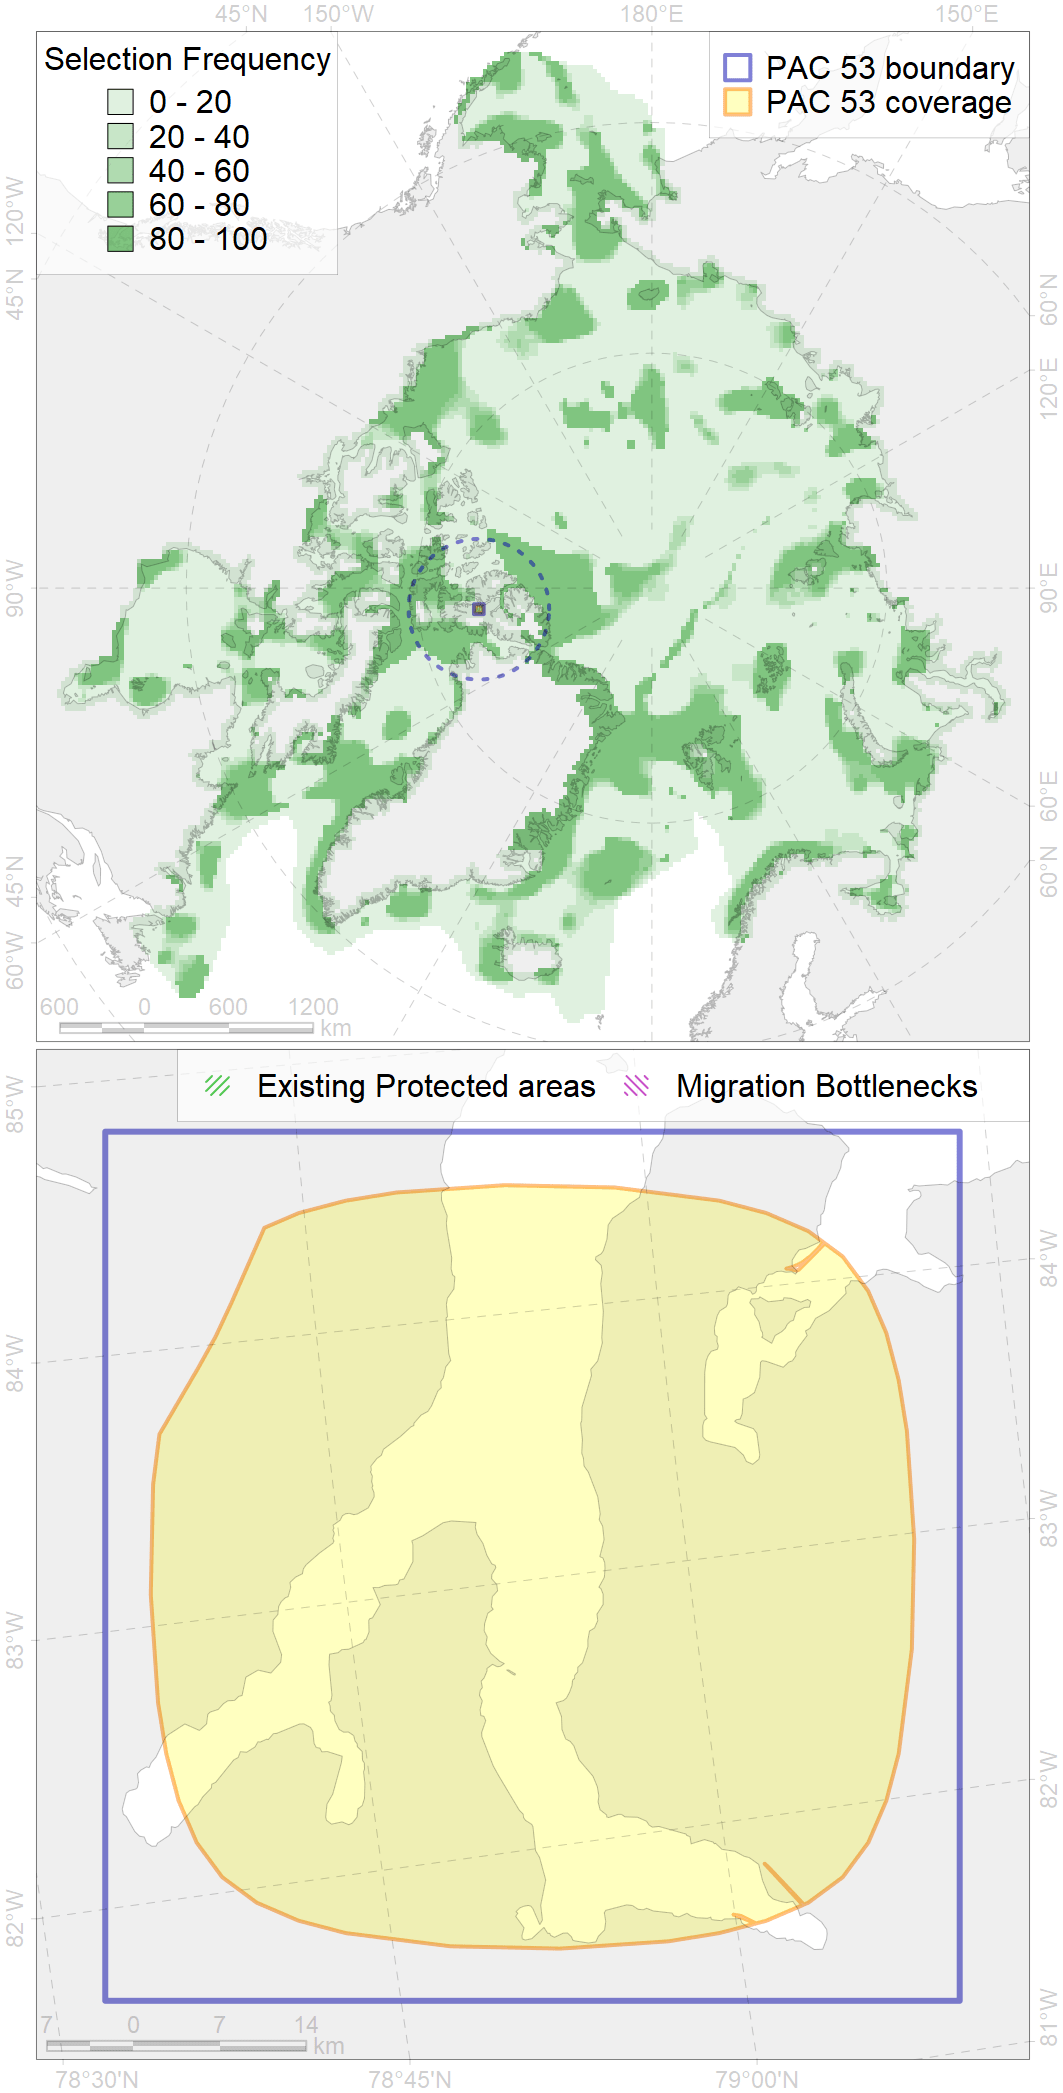 45°N 150°W 180°E 150°E
Selection Frequency
0 - 20
20 - 40
40 - 60
60 - 80
80 - 100
PAC 53 boundary
PAC 53 coverage
120°W
45°N
90°W
45°N
60°W
60°N
120°E
90°E
60°E
60°N
600 0 600 1200
km
Existing Protected areas
Migration Bottlenecks
85°W
84°W
83°W
82°W
84°W
83°W
82°W
81°W
7 0 7 14
km
78°30'N 78°45'N 79°00'N